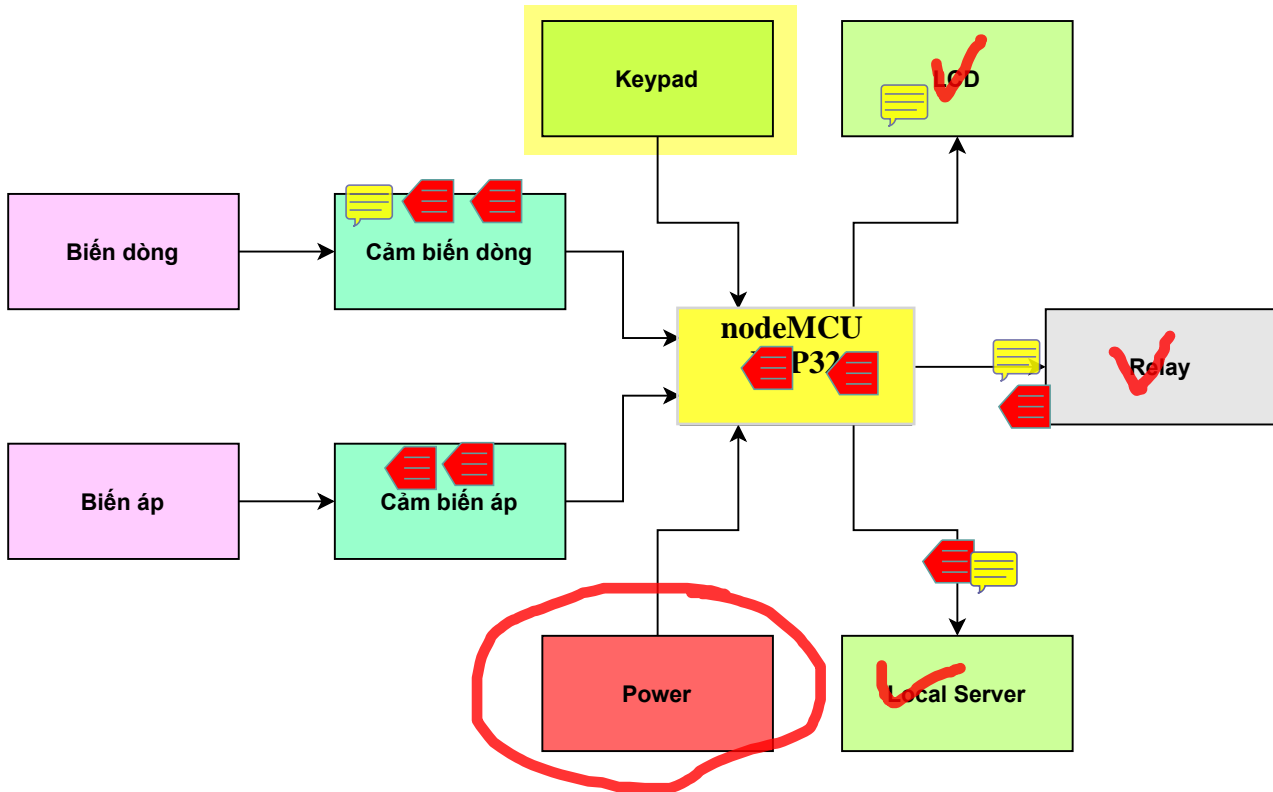 Keypad
LCD
Biến dòng
Cảm biến dòng
nodeMCU
Relay
Biến áp
Cảm biến áp
Power
Local Server